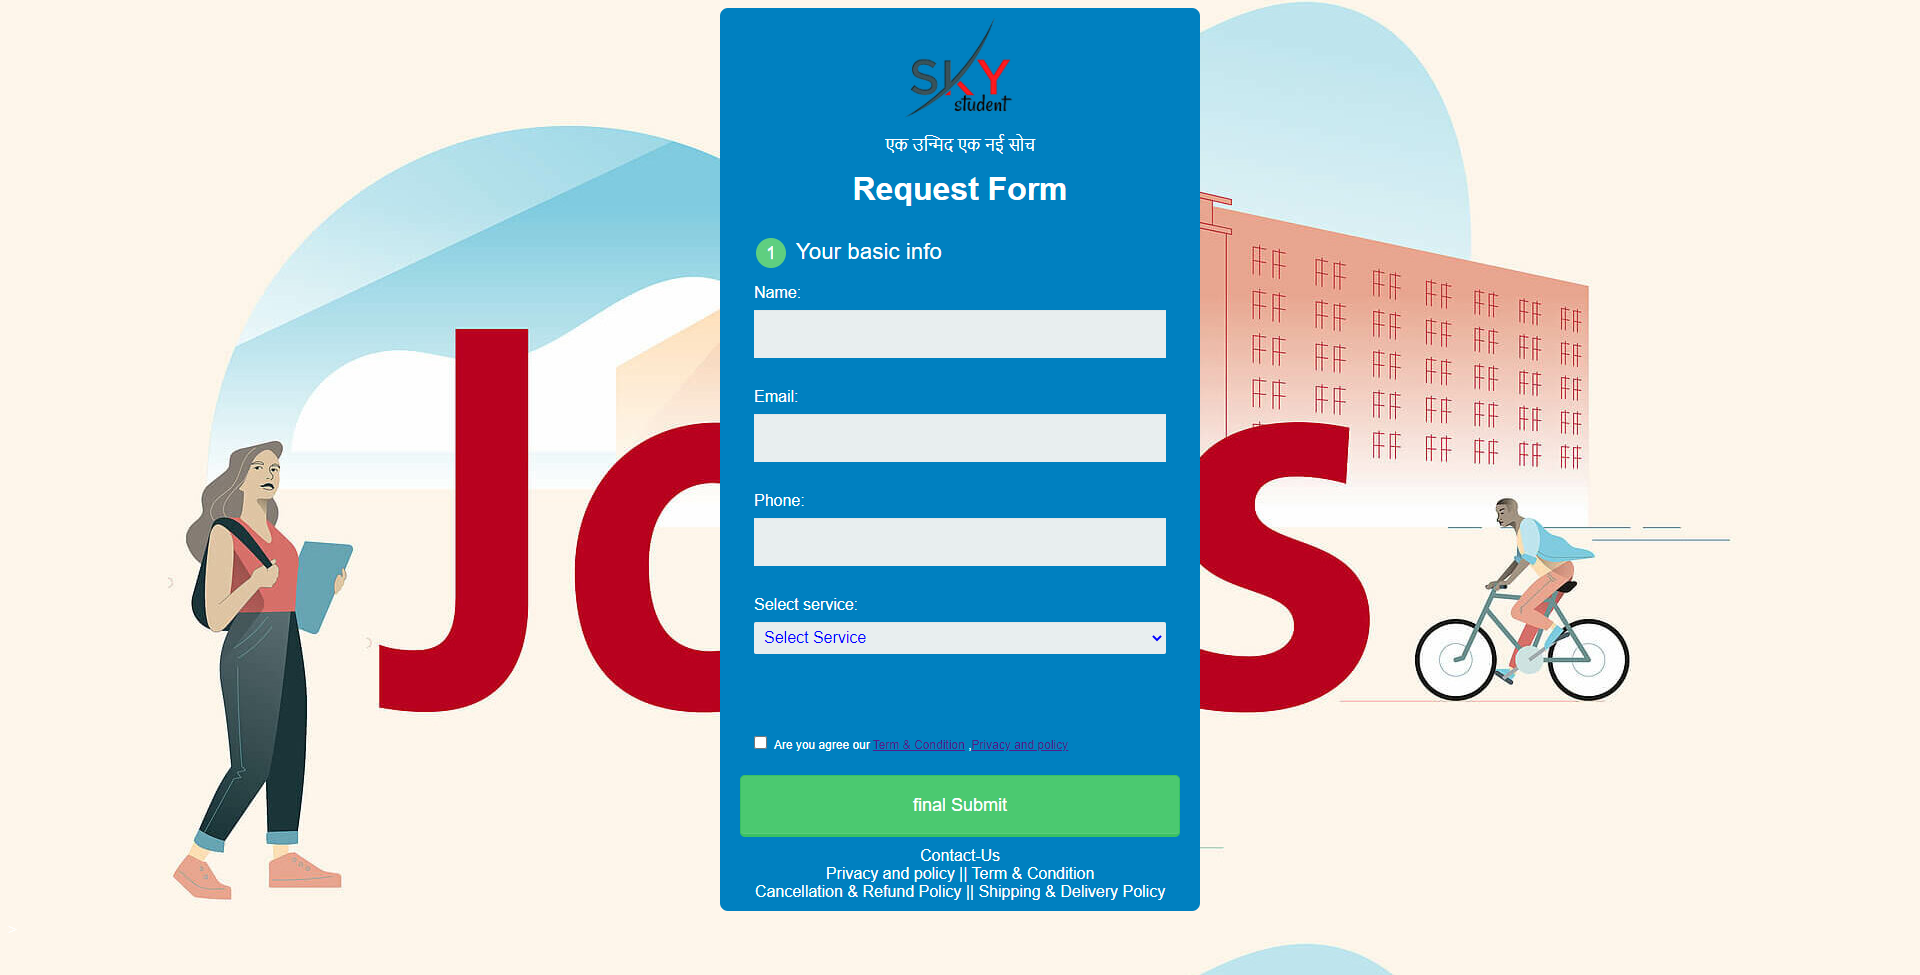 SKY
student
एक उन्मिद एक नई सोच
Request Form
1 Your basic info
Name:
Email:
Phone:
Select service:
Select Service
Are you agree our Term & Condition ,Privacy and policy
final Submit
Contact-Us
Privacy and policy || Term & Condition
Cancellation & Refund Policy || Shipping & Delivery Policy